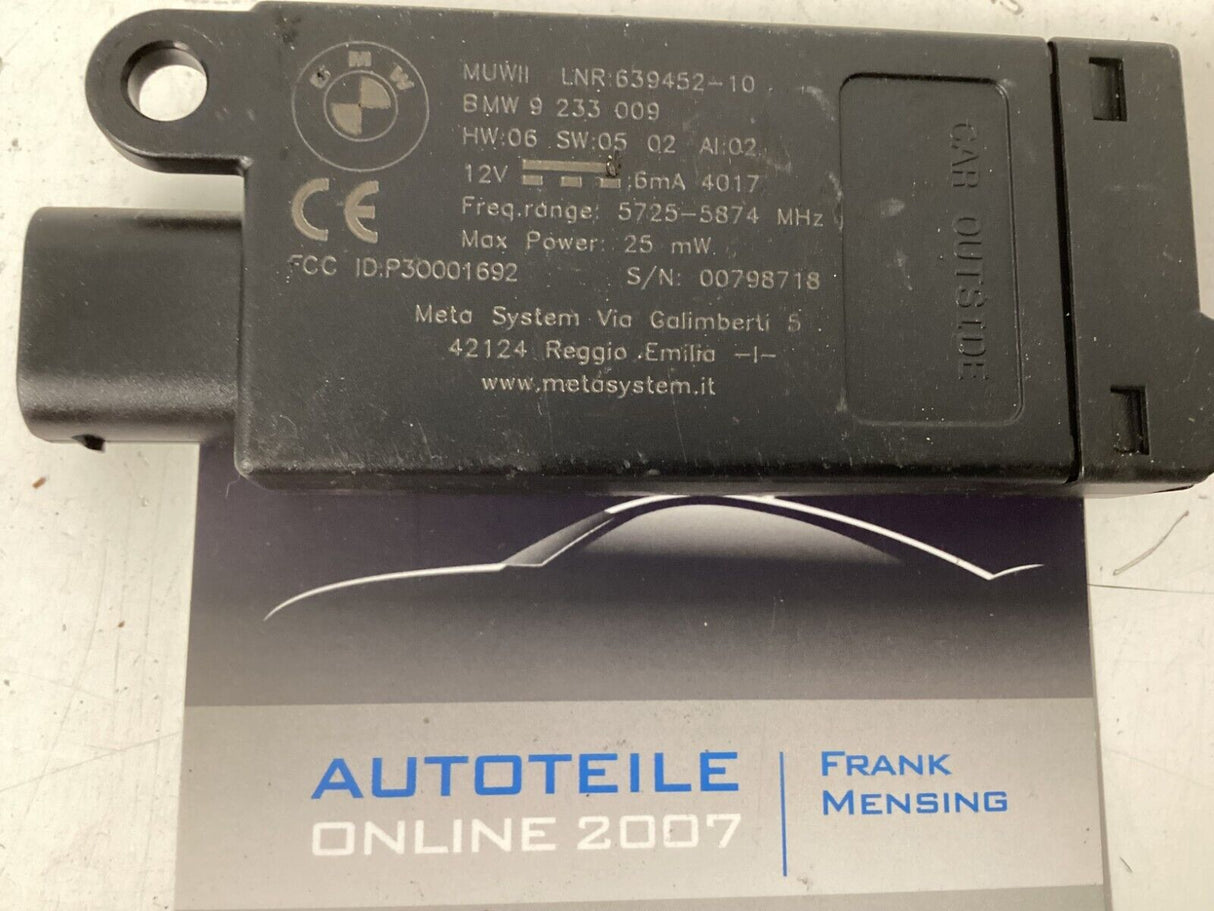 BMW
MUWII LNR:639452-10
BMW 9 233 009
HW:06 SW:05 02 AI:02
12V 6mA 4017
Freq.range: 5725-5874 MHz
Max Power: 25 mW
CE
FCC ID:P30001692 S/N: 00798718
Meta System Via Galimberti 5
42124 Reggio Emilia -I-
www.metasystem.it
CAR OUTSIDE
AUTOTEILE
ONLINE 2007
FRANK
MENSING